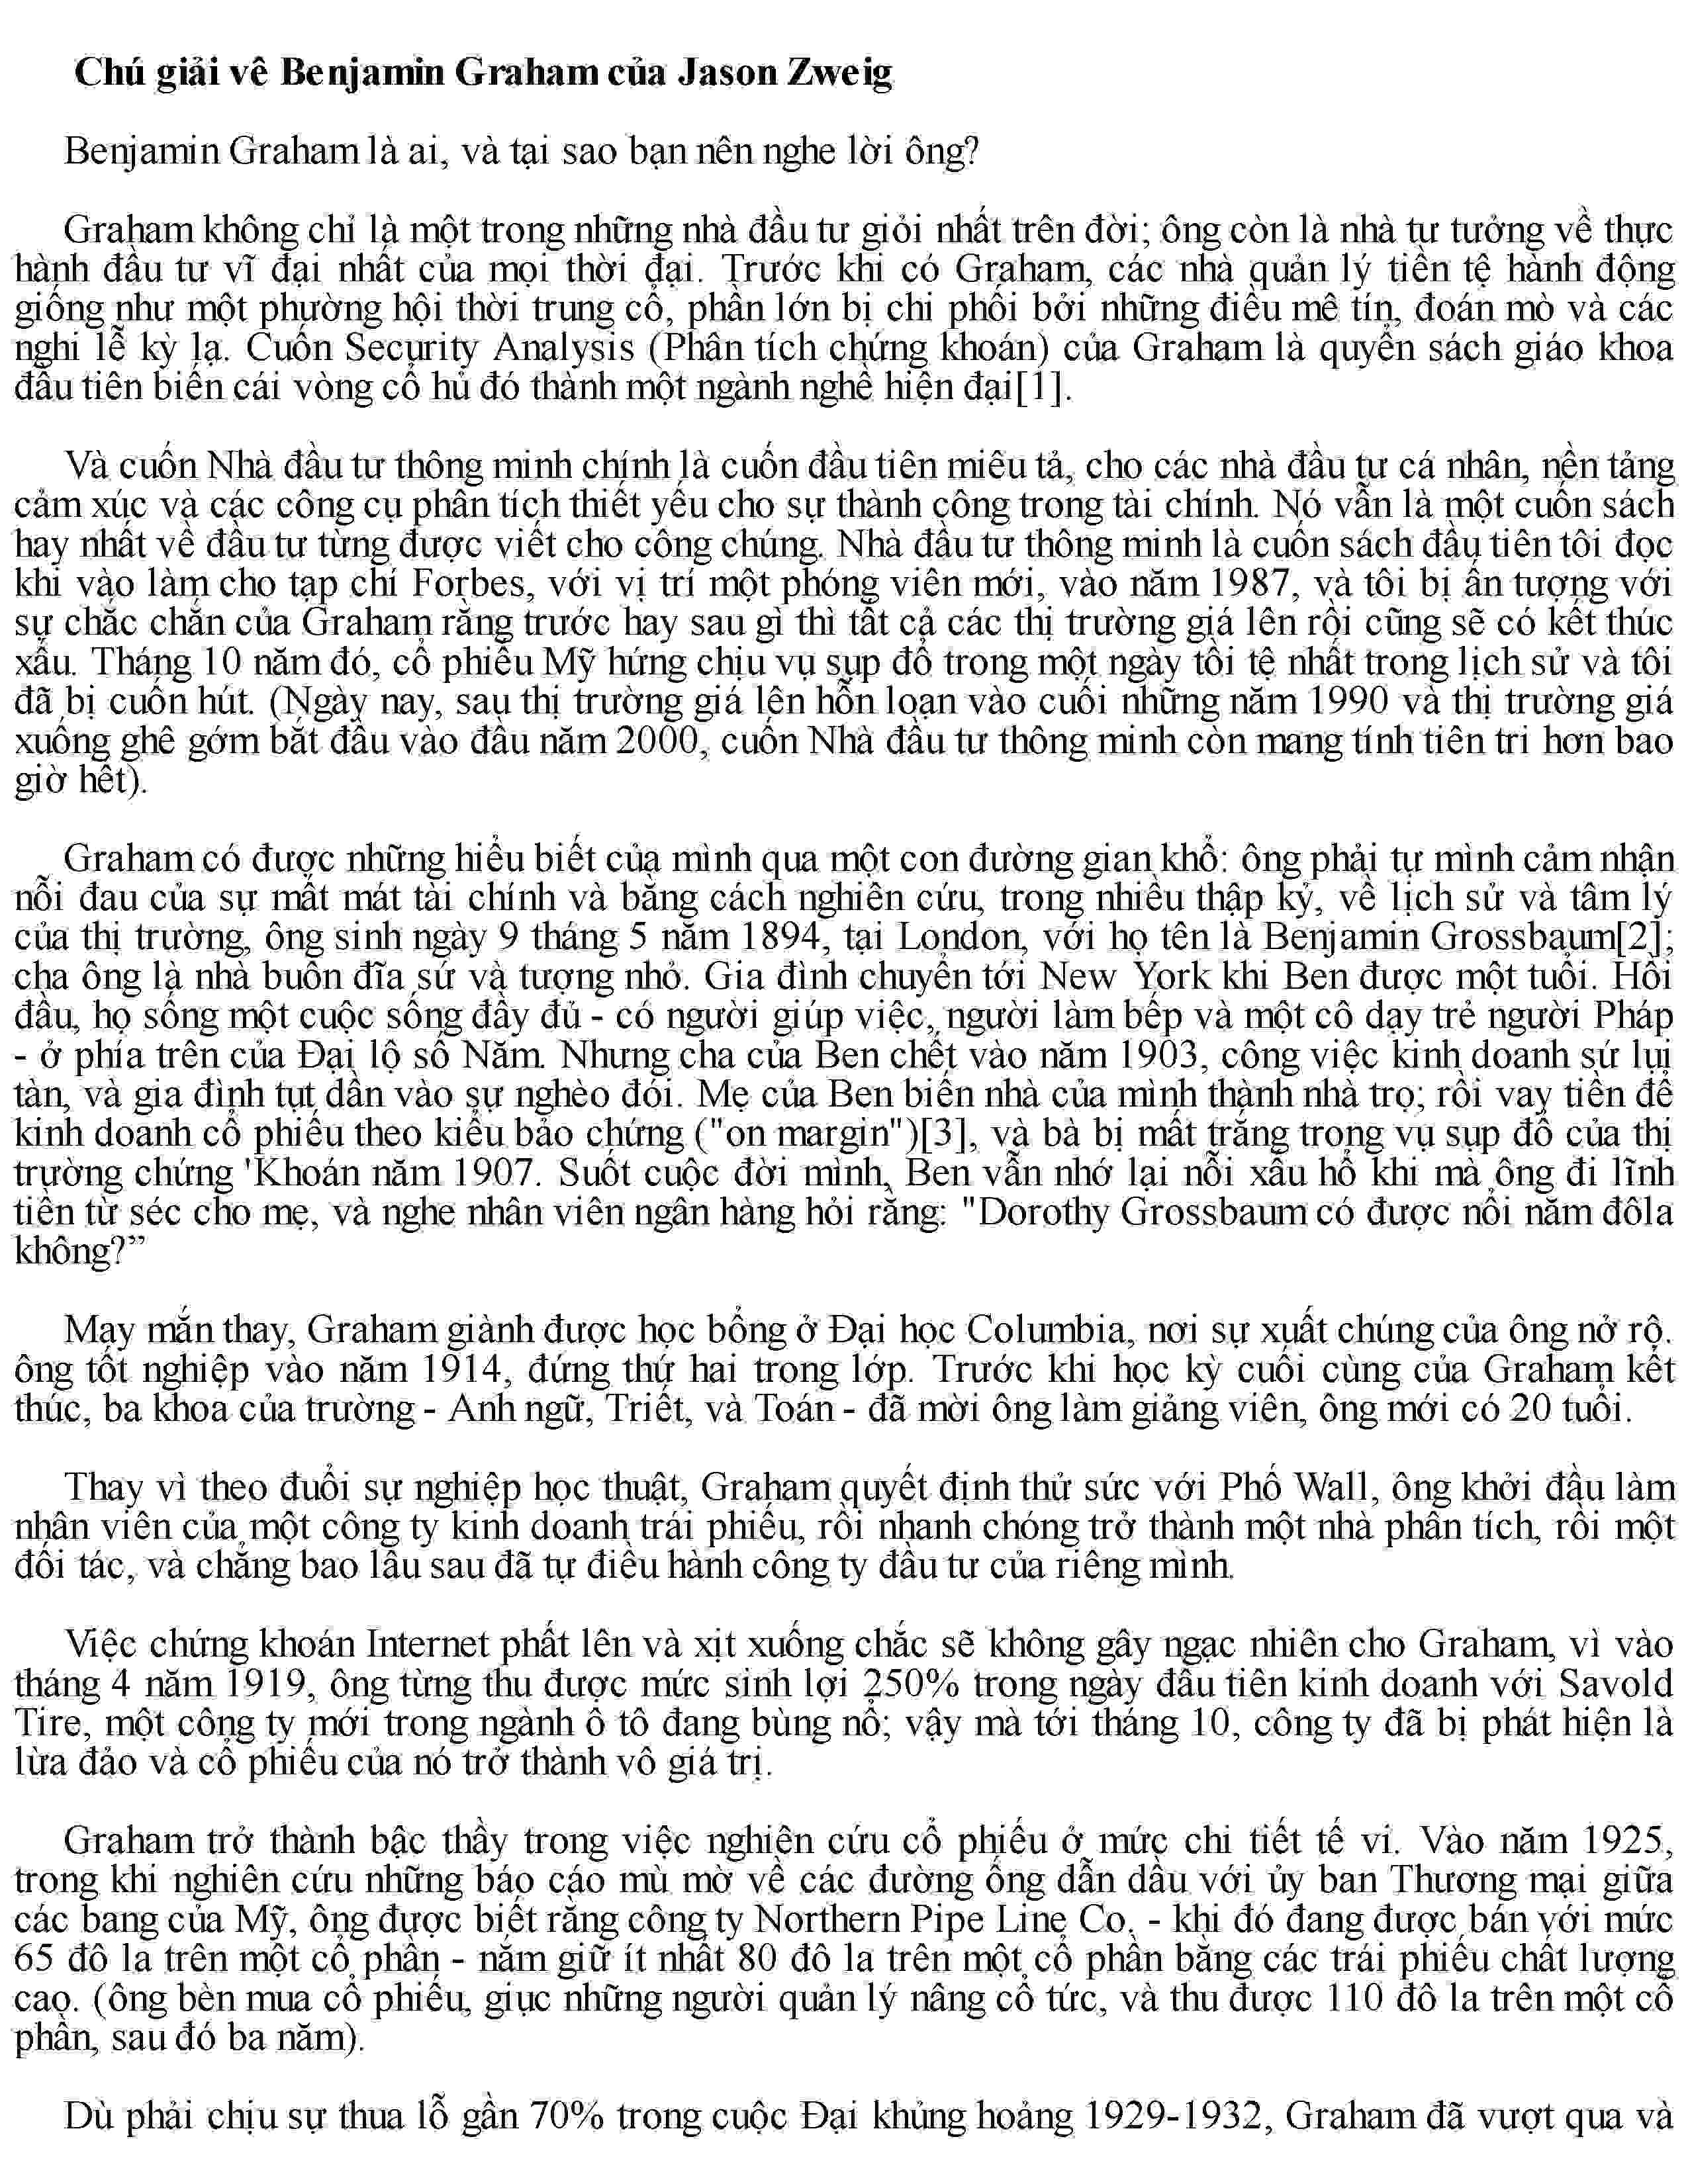 Chú giải về Benjamin Graham của Jason Zweig
Benjamin Graham là ai, và tại sao bạn nên nghe lời ông?
Graham không chỉ là một trong những nhà đầu tư giỏi nhất trên đời; ông còn là nhà tư tưởng về thực
hành đầu tư vĩ đại nhất của mọi thời đại. Trước khi có Graham, các nhà quản lý tiền tệ hành động
giống như một phường hội thời trung cổ, phần lớn bị chi phối bởi những điều mê tín, đoán mò và các
nghi lễ kỳ lạ. Cuốn Security Analysis (Phân tích chứng khoán) của Graham là quyển sách giáo khoa
đầu tiên biến cái vòng cổ hủ đó thành một ngành nghề hiện đại[1].
Và cuốn Nhà đầu tư thông minh chính là cuốn đầu tiên miêu tả, cho các nhà đầu tư cá nhân, nền tảng
cảm xúc và các công cụ phân tích thiết yếu cho sự thành công trong tài chính. Nó vẫn là một cuốn sách
hay nhất về đầu tư từng được viết cho công chúng. Nhà đầu tư thông minh là cuốn sách đầu tiên tôi đọc
khi vào làm cho tạp chí Forbes, với vị trí một phóng viên mới, vào năm 1987, và tôi bị ấn tượng với
sự chắc chắn của Graham rằng trước hay sau gì thì tất cả các thị trường giá lên rồi cũng sẽ có kết thúc
xấu. Tháng 10 năm đó, cổ phiếu Mỹ hứng chịu vụ sụp đổ trong một ngày tồi tệ nhất trong lịch sử và tôi
đã bị cuốn hút. (Ngày nay, sau thị trường giá lên hỗn loạn vào cuối những năm 1990 và thị trường giá
xuống ghê gớm bắt đầu vào đầu năm 2000, cuốn Nhà đầu tư thông minh còn mang tính tiên tri hơn bao
giờ hết).
Graham có được những hiểu biết của mình qua một con đường gian khổ: ông phải tự mình cảm nhận
nỗi đau của sự mất mát tài chính và bằng cách nghiên cứu, trong nhiều thập kỷ, về lịch sử và tâm lý
của thị trường, ông sinh ngày 9 tháng 5 năm 1894, tại London, với họ tên là Benjamin Grossbaum[2];
cha ông là nhà buôn đĩa sứ và tượng nhỏ. Gia đình chuyển tới New York khi Ben được một tuổi. Hồi
đầu, họ sống một cuộc sống đầy đủ - có người giúp việc, người làm bếp và một cô dạy trẻ người Pháp
- ở phía trên của Đại lộ số Năm. Nhưng cha của Ben chết vào năm 1903, công việc kinh doanh sứ lụi
tàn, và gia đình tụt dần vào sự nghèo đói. Mẹ của Ben biến nhà của mình thành nhà trọ; rồi vay tiền để
kinh doanh cổ phiếu theo kiểu bảo chứng ("on margin")[3], và bà bị mất trắng trong vụ sụp đổ của thị
trường chứng 'Khoán năm 1907. Suốt cuộc đời mình, Ben vẫn nhớ lại nỗi xấu hổ khi mà ông đi lĩnh
tiền từ séc cho mẹ, và nghe nhân viên ngân hàng hỏi rằng: "Dorothy Grossbaum có được nổi năm đôla
không?”
May mắn thay, Graham giành được học bổng ở Đại học Columbia, nơi sự xuất chúng của ông nở rộ.
ông tốt nghiệp vào năm 1914, đứng thứ hai trong lớp. Trước khi học kỳ cuối cùng của Graham kết
thúc, ba khoa của trường - Anh ngữ, Triết, và Toán - đã mời ông làm giảng viên, ông mới có 20 tuổi.
Thay vì theo đuổi sự nghiệp học thuật, Graham quyết định thử sức với Phố Wall, ông khởi đầu làm
nhân viên của một công ty kinh doanh trái phiếu, rồi nhanh chóng trở thành một nhà phân tích, rồi một
đối tác, và chẳng bao lâu sau đã tự điều hành công ty đầu tư của riêng mình.
Việc chứng khoán Internet phất lên và xịt xuống chắc sẽ không gây ngạc nhiên cho Graham, vì vào
tháng 4 năm 1919, ông từng thu được mức sinh lợi 250% trong ngày đầu tiên kinh doanh với Savold
Tire, một công ty mới trong ngành ô tô đang bùng nổ; vậy mà tới tháng 10, công ty đã bị phát hiện là
lừa đảo và cổ phiếu của nó trở thành vô giá trị.
Graham trở thành bậc thầy trong việc nghiên cứu cổ phiếu ở mức chi tiết tế vi. Vào năm 1925,
trong khi nghiên cứu những báo cáo mù mờ về các đường ống dẫn dầu với ủy ban Thương mại giữa
các bang của Mỹ, ông được biết rằng công ty Northern Pipe Line Co. - khi đó đang được bán với mức
65 đô la trên một cổ phần - nắm giữ ít nhất 80 đô la trên một cổ phần bằng các trái phiếu chất lượng
cao. (ông bèn mua cổ phiếu, giục những người quản lý nâng cổ tức, và thu được 110 đô la trên một cổ
phần, sau đó ba năm).
Dù phải chịu sự thua lỗ gần 70% trong cuộc Đại khủng hoảng 1929-1932, Graham đã vượt qua và